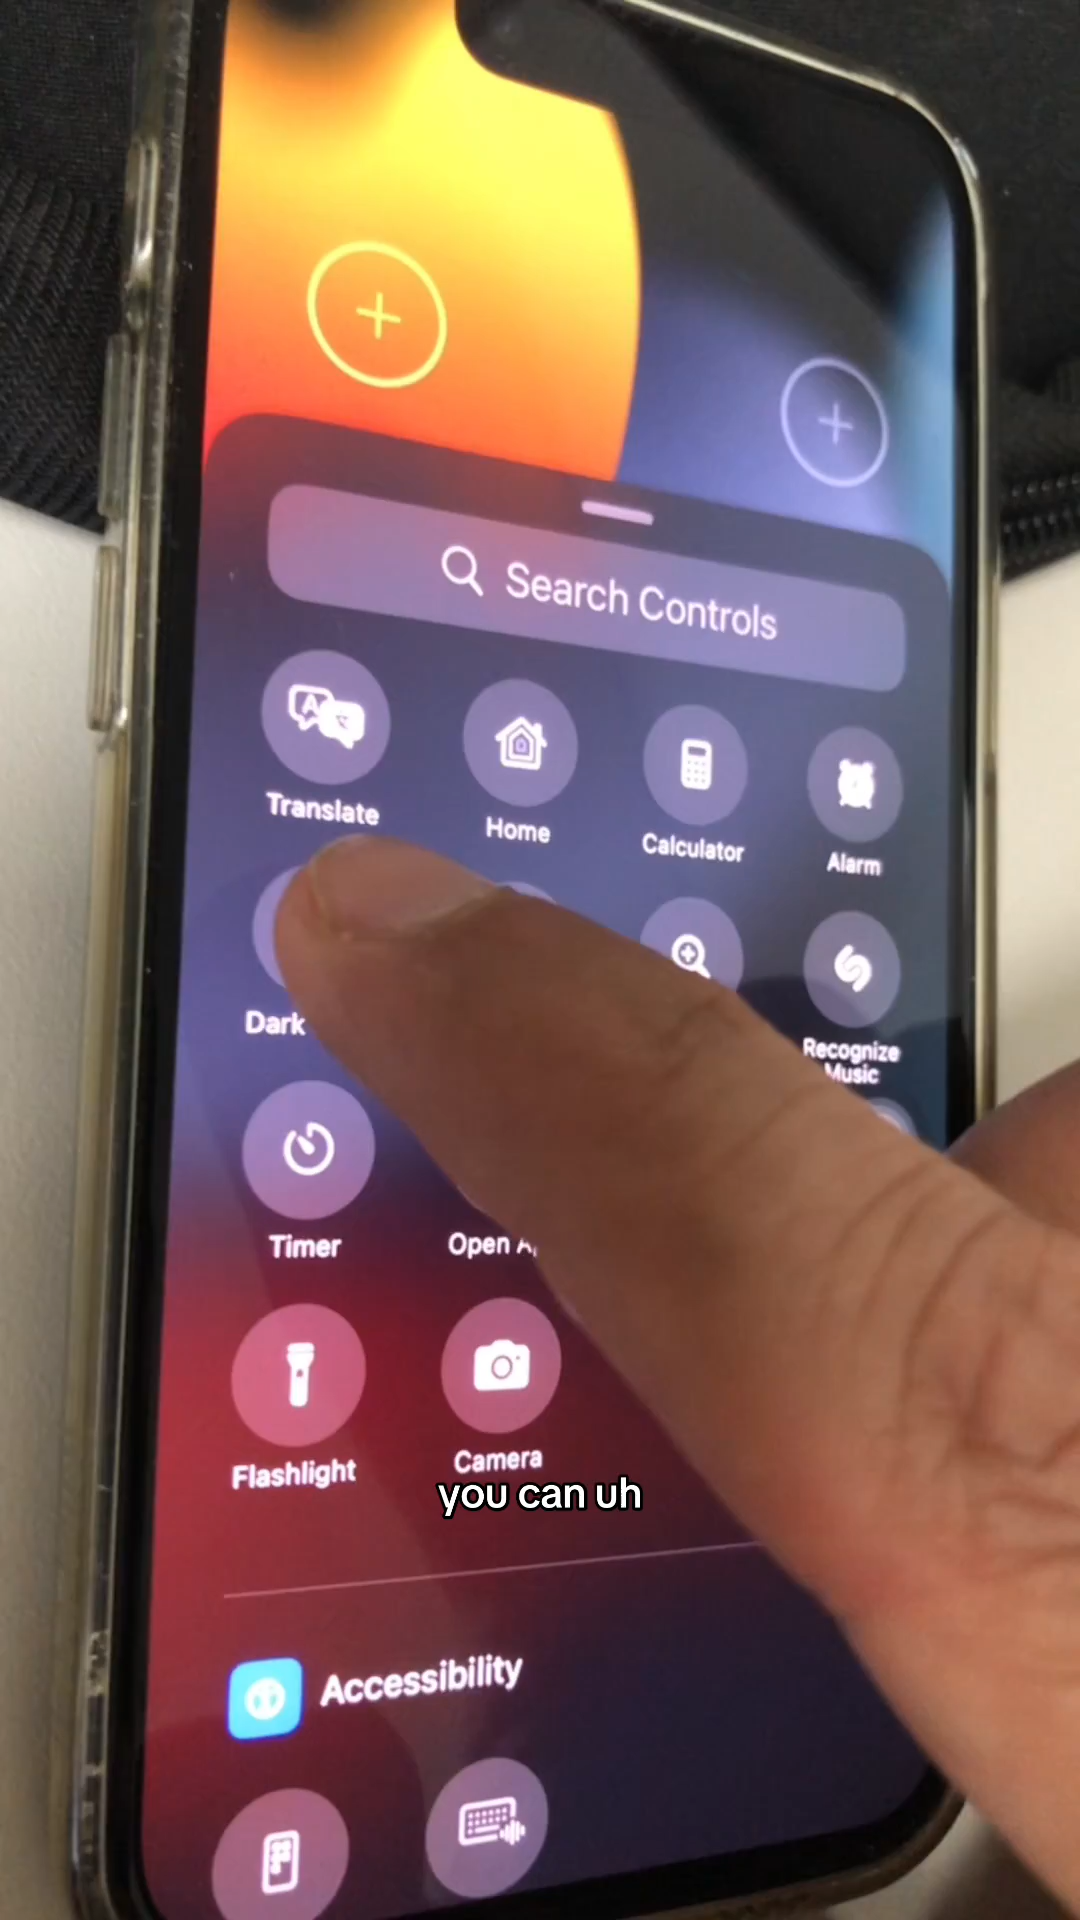 Search Controls
Translate
Home
Calculator
Alarm
Dark
Recognize
Music
Timer
Open
Flashlight
Camera
you can uh
Accessibility